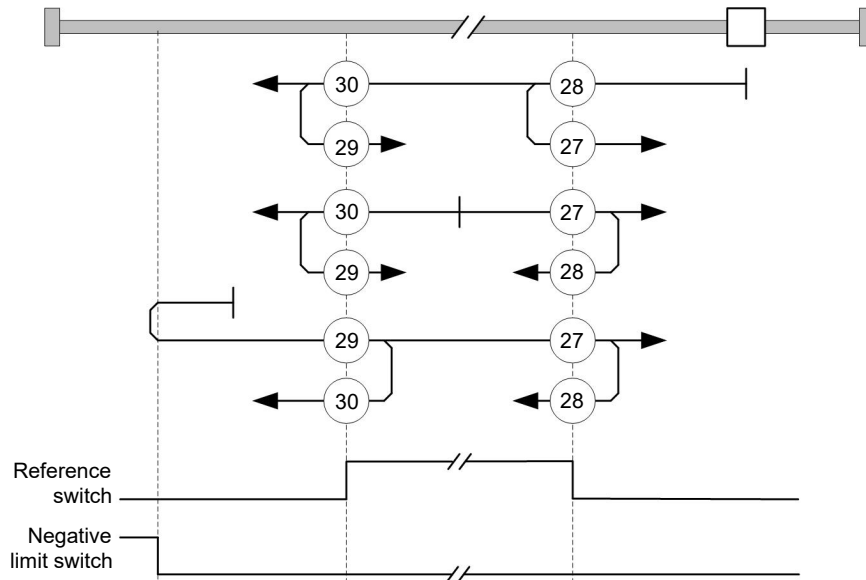 30 28
29 27
30 27
29 28
29 27
30 28
Reference
switch
Negative
limit switch